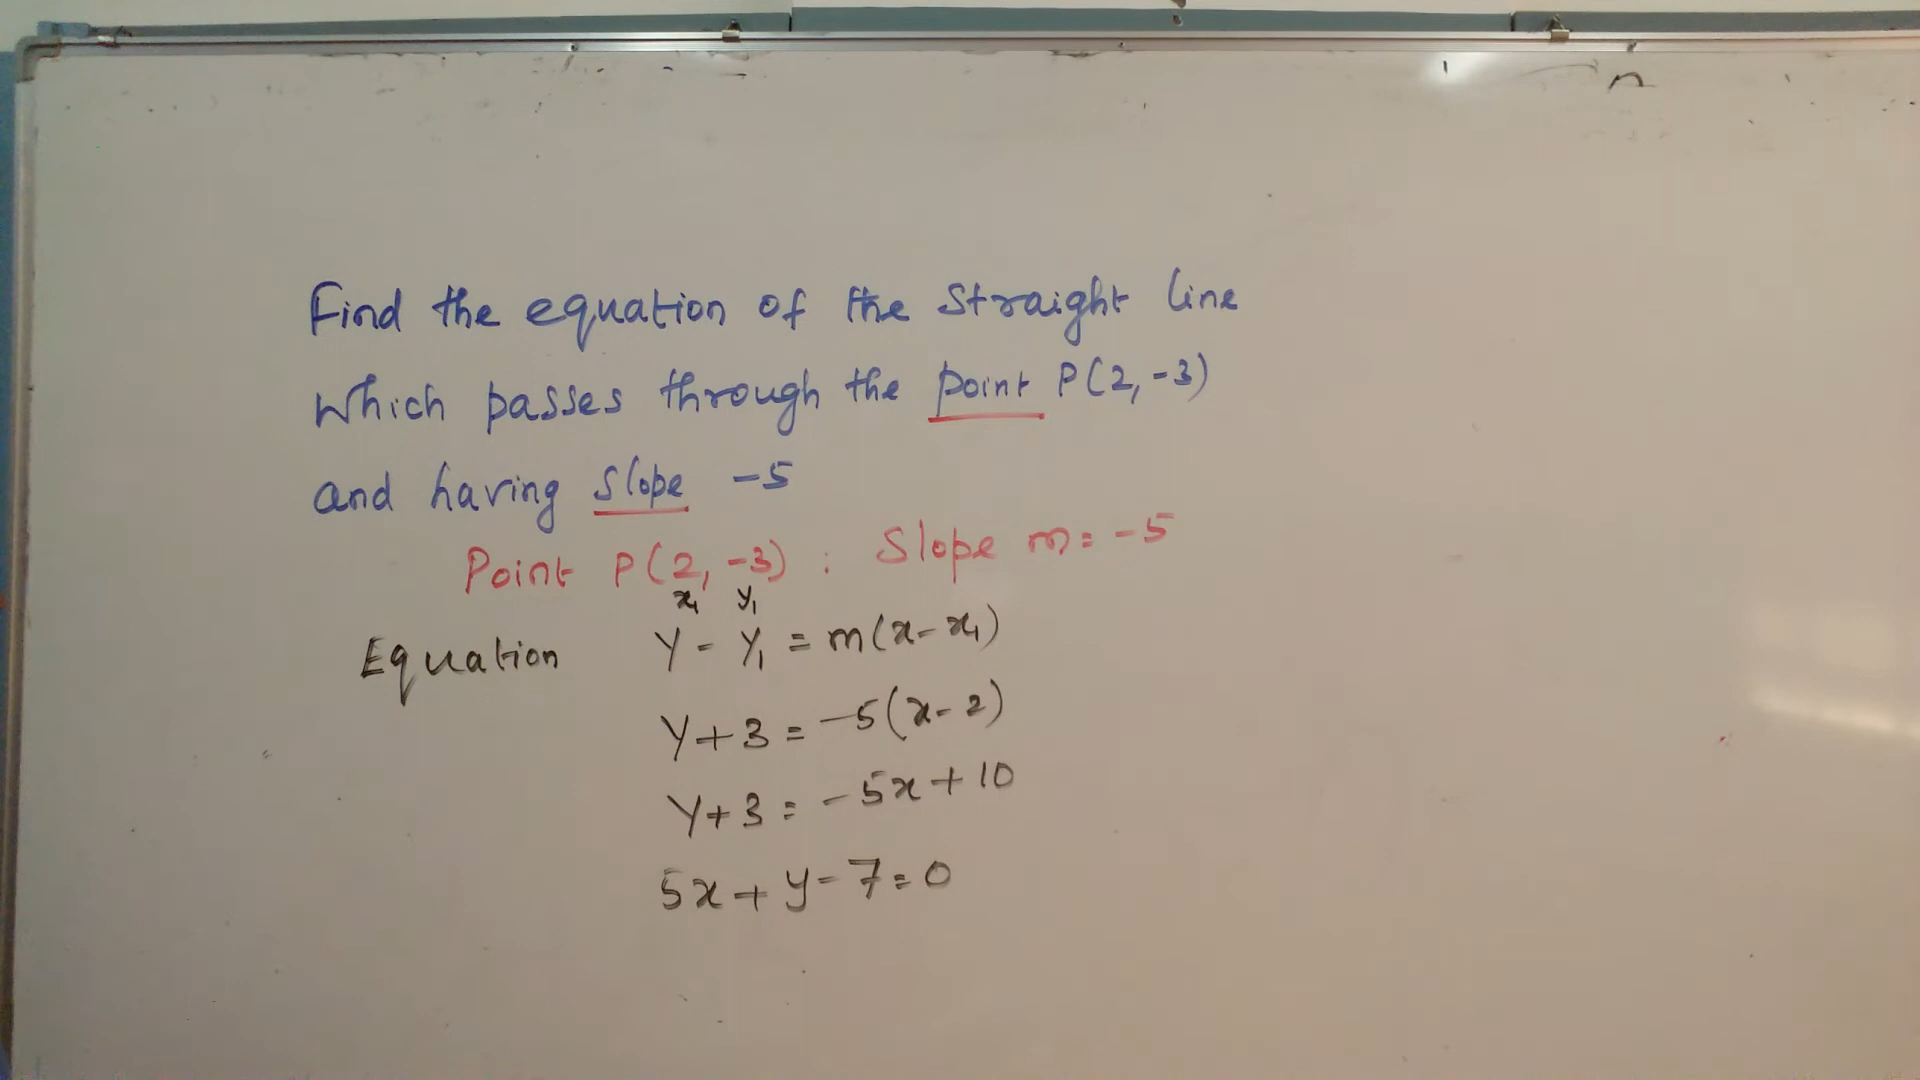 Find the equation of the straight line
which passes through the point P(2, -3)
and having slope -5
Point P(2, -3) : Slope m = -5
x₁ y₁
Equation y - y₁ = m(x - x₁)
y + 3 = -5(x - 2)
y + 3 = -5x + 10
5x + y - 7 = 0